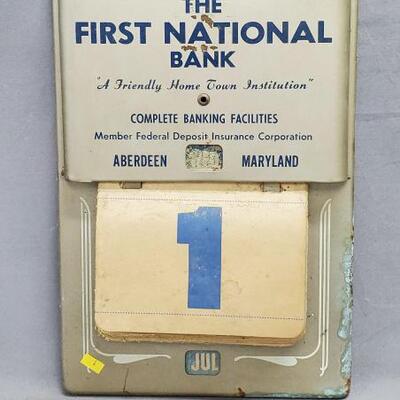 THE
FIRST NATIONAL
BANK
"A Friendly Home Town Institution"
COMPLETE BANKING FACILITIES
Member Federal Deposit Insurance Corporation
ABERDEEN MARYLAND
1
JUL